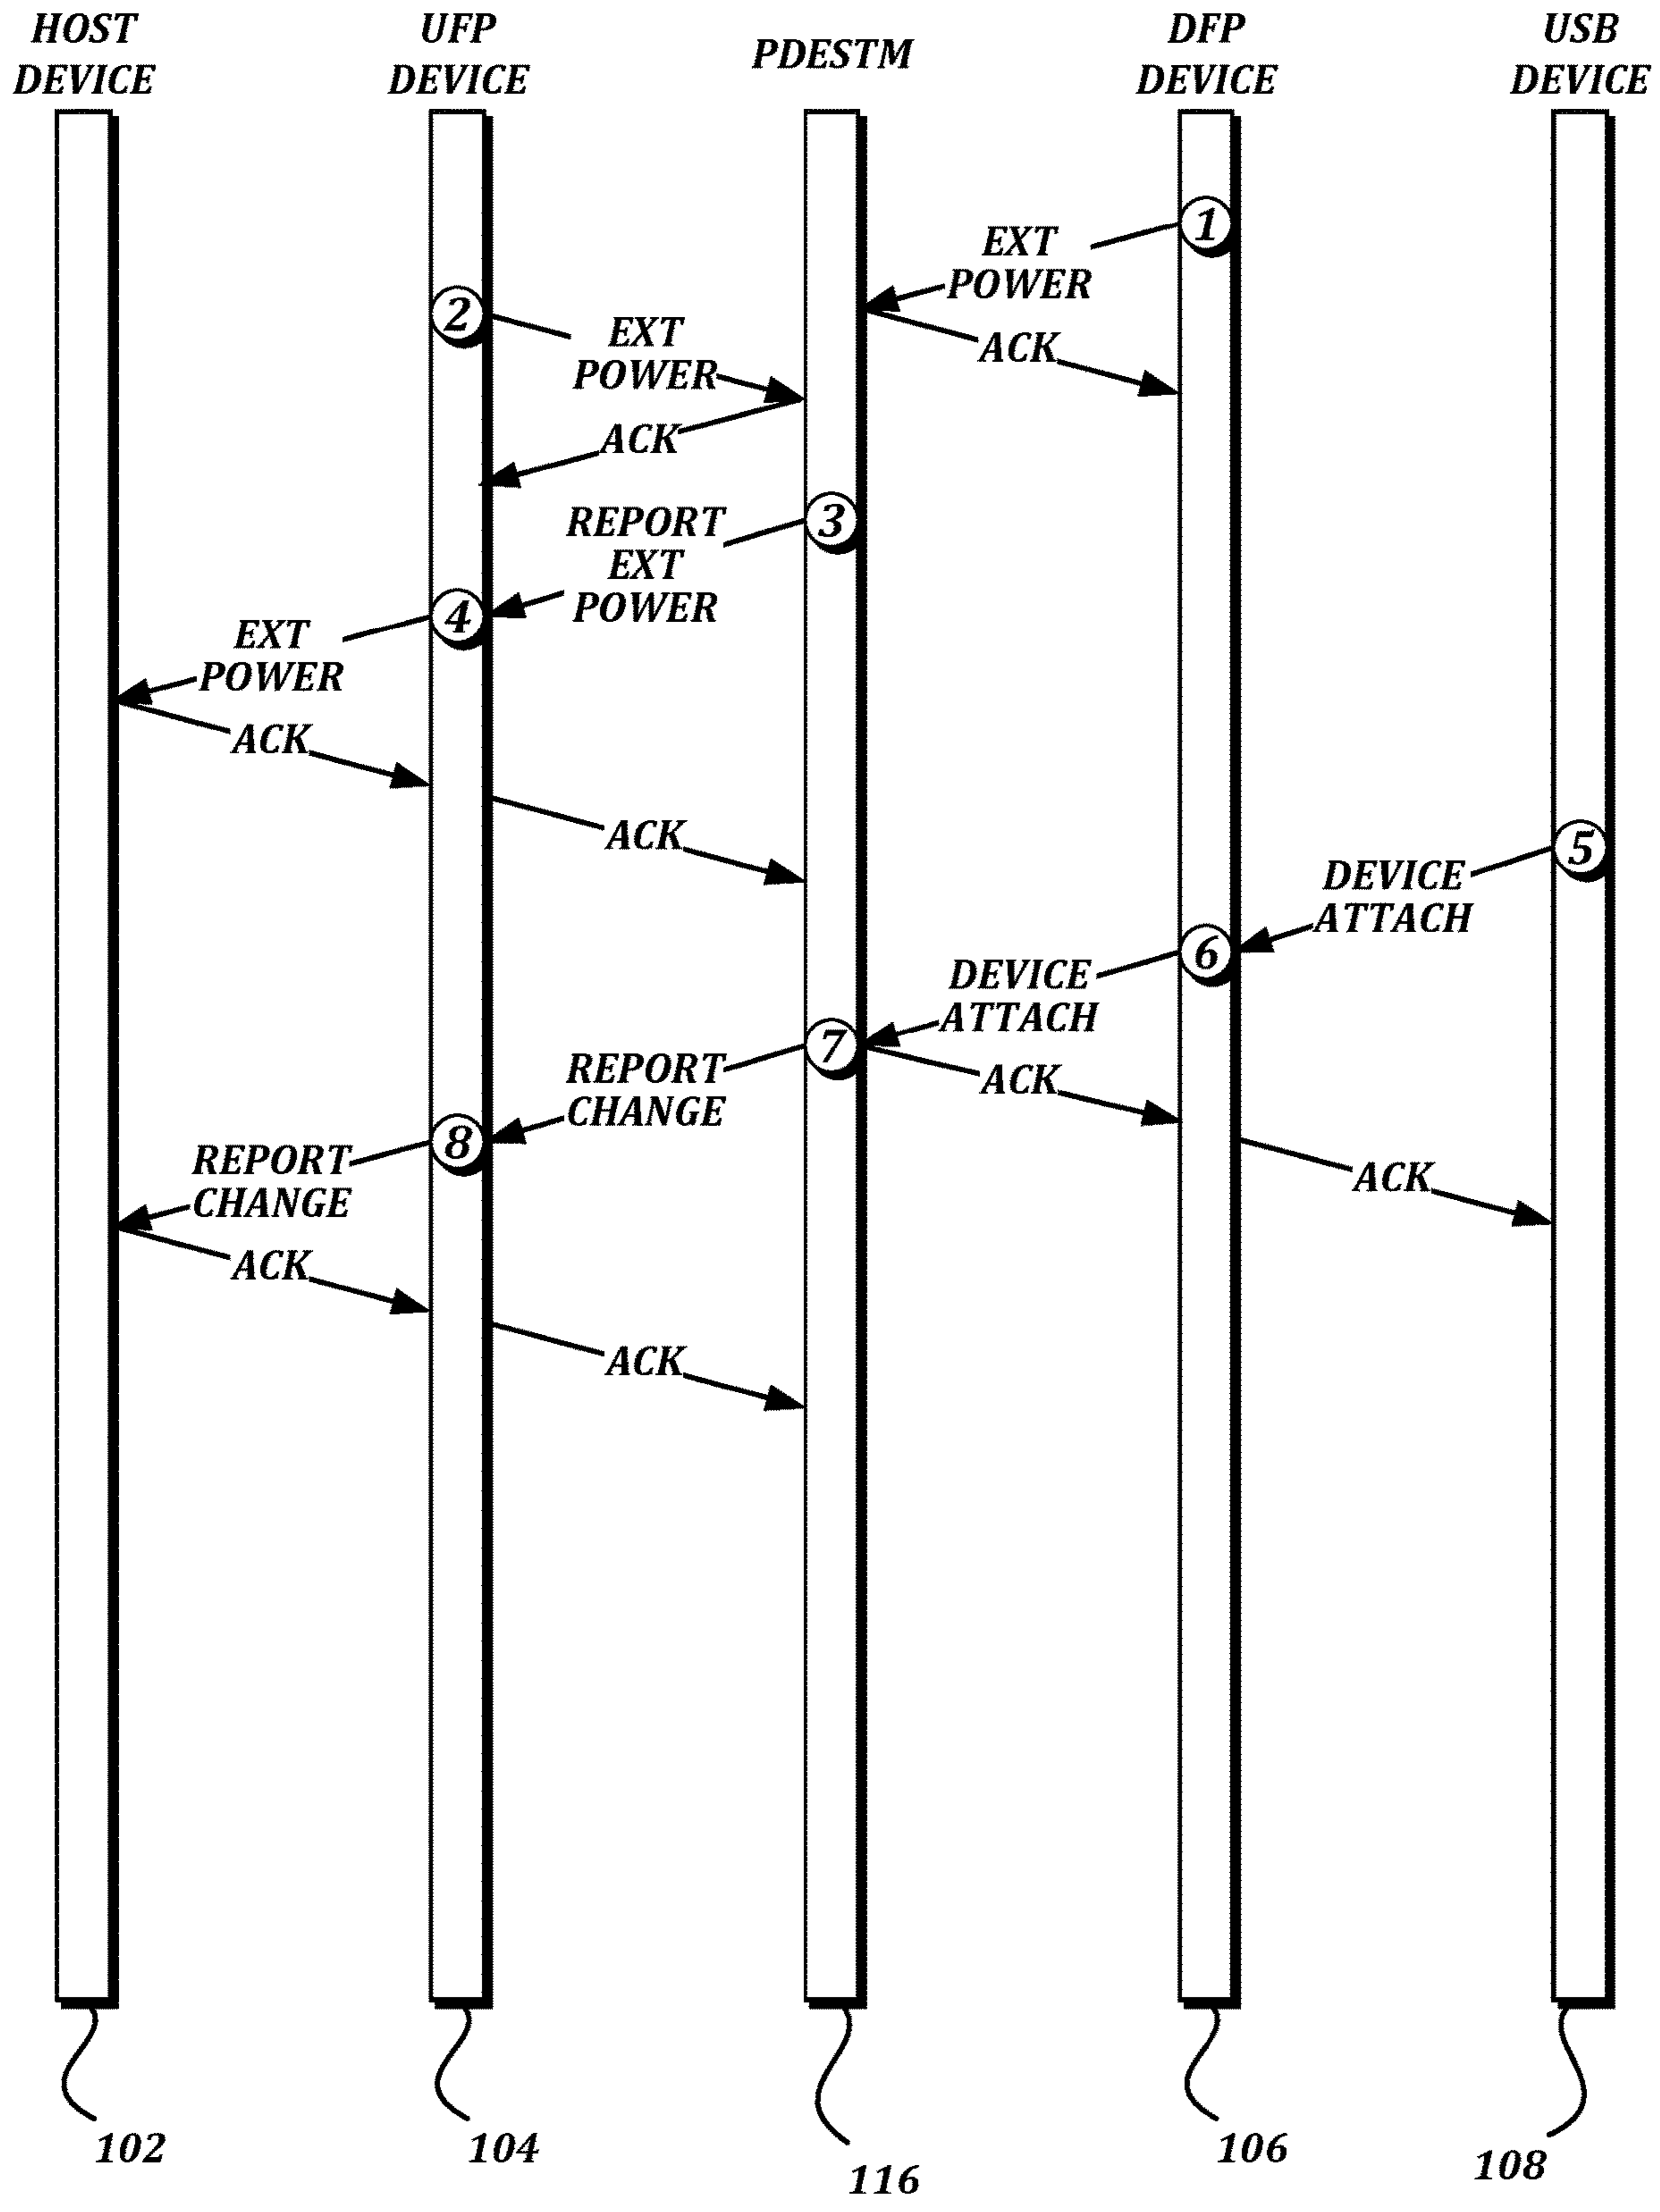 HOST
DEVICE
UFP
DEVICE
PDESTM
DFP
DEVICE
USB
DEVICE
1
EXT
POWER
ACK
2
EXT
POWER
ACK
3
REPORT
EXT
POWER
4
EXT
POWER
ACK
ACK
5
DEVICE
ATTACH
6
DEVICE
ATTACH
7
ACK
REPORT
CHANGE
8
REPORT
CHANGE
ACK
ACK
ACK
102
104
116
106
108